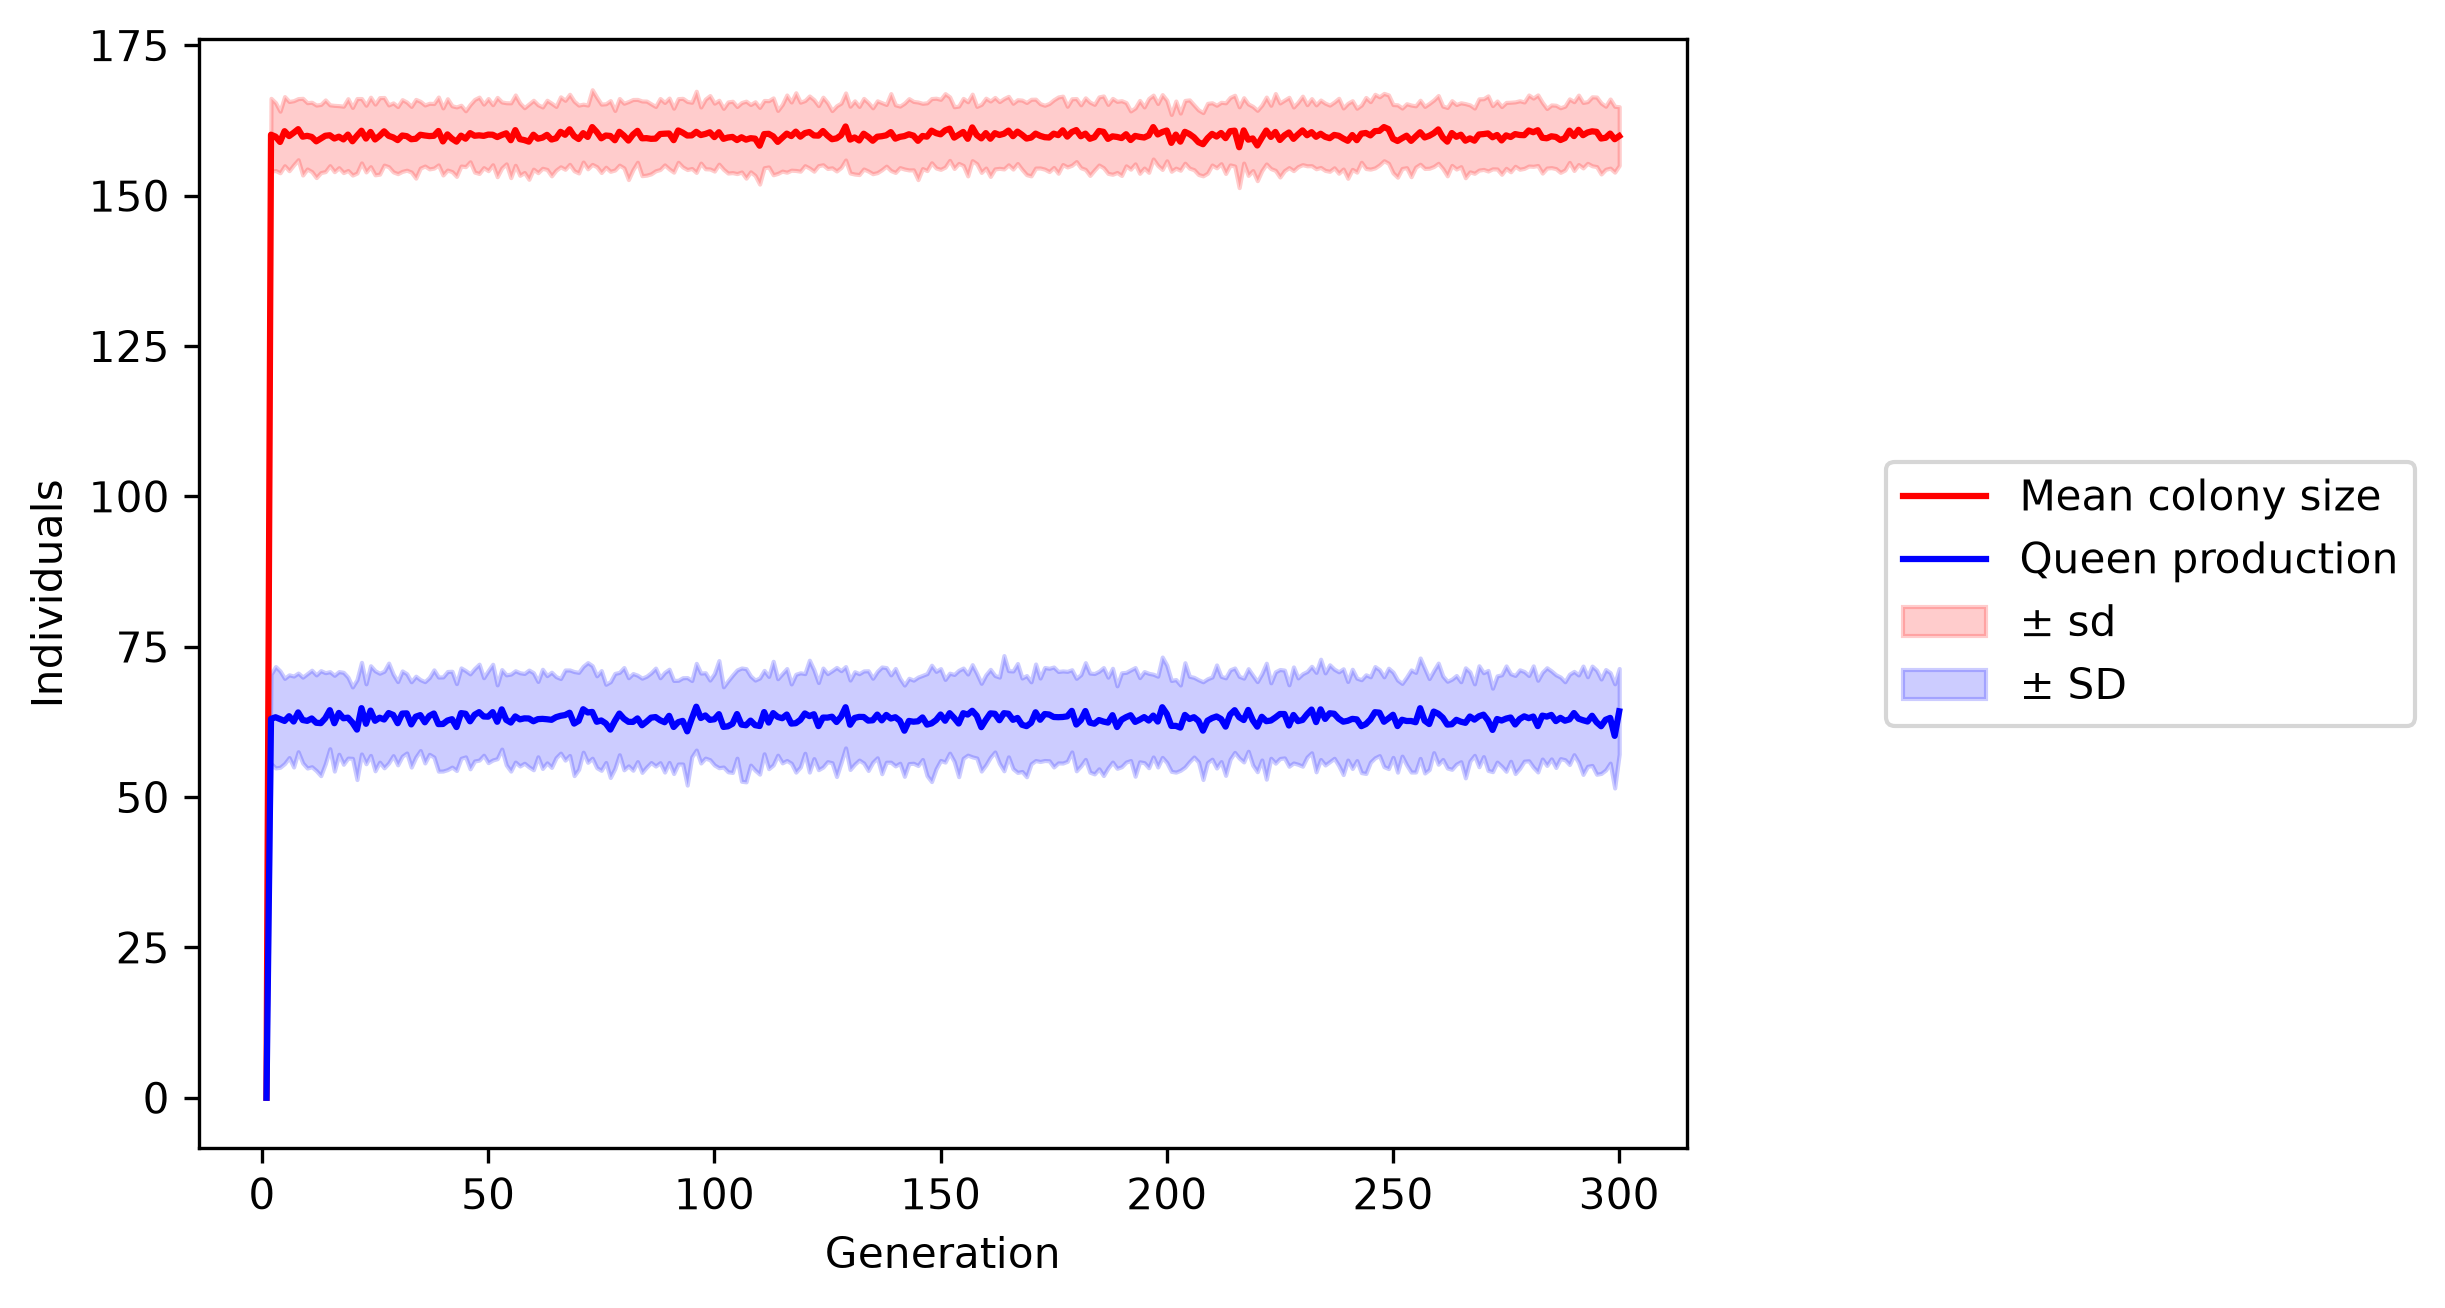 175
150
125
100
75
50
25
0
Individuals
0 50 100 150 200 250 300
Generation
Mean colony size
Queen production
± sd
± SD